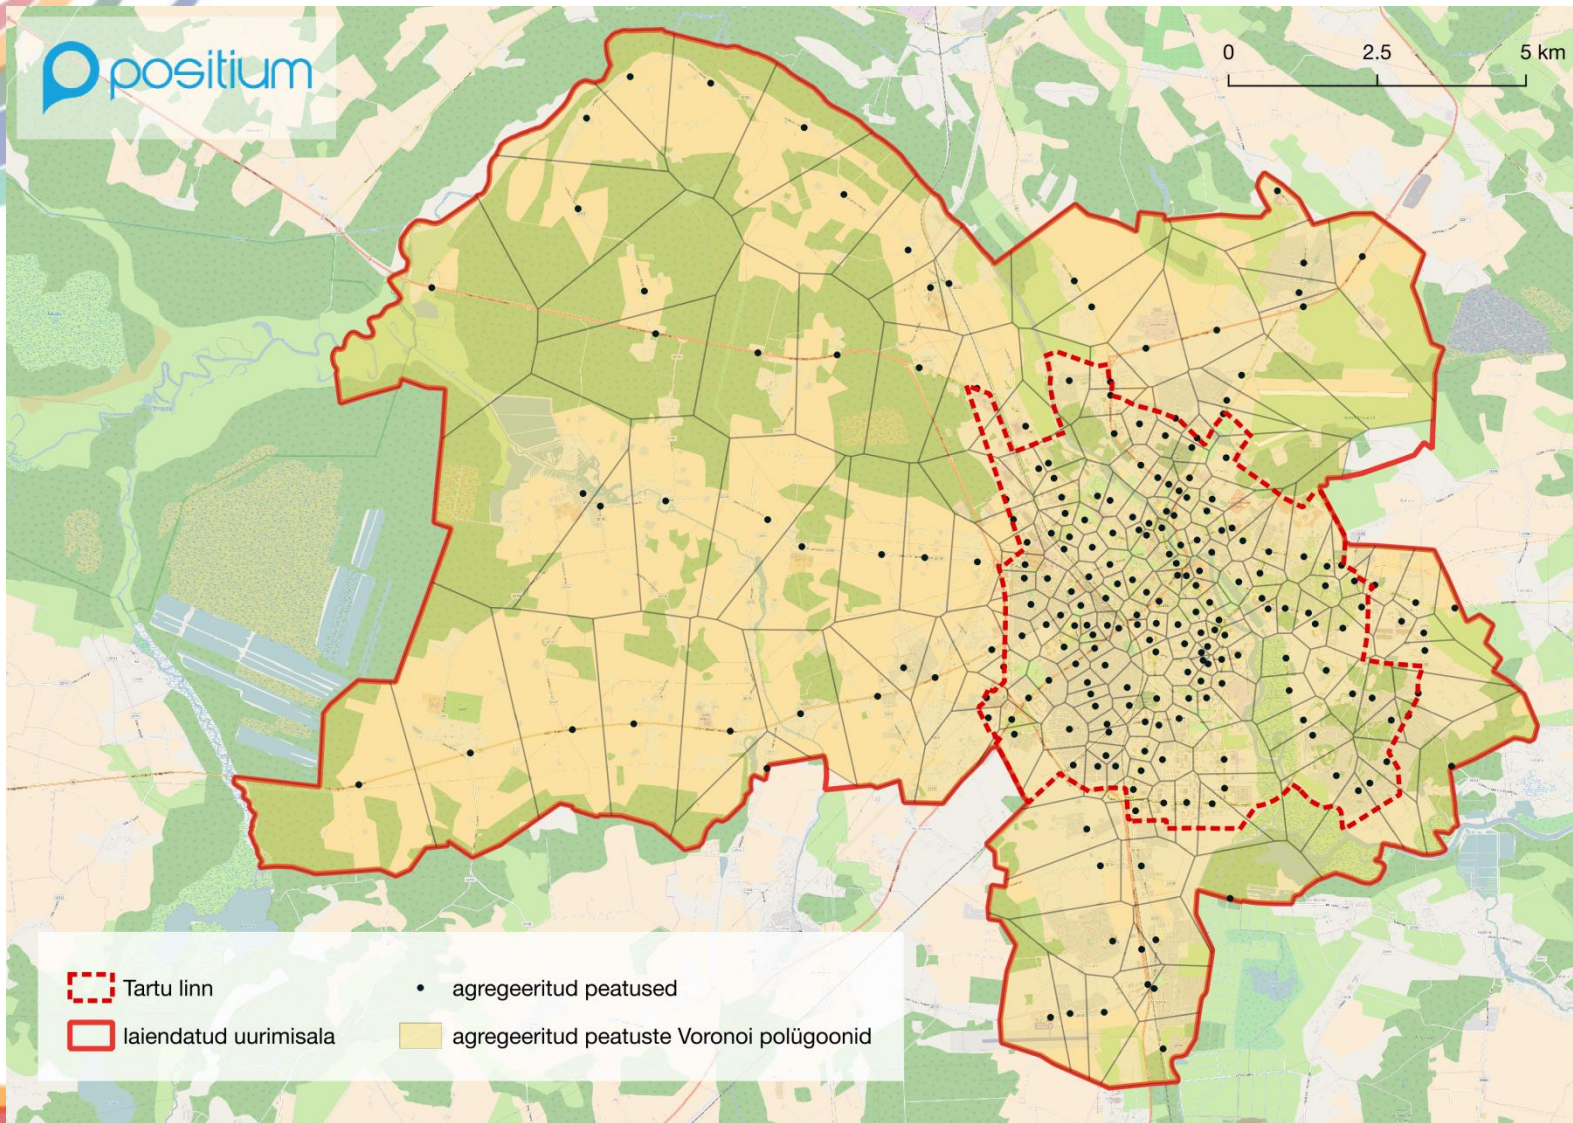 positium
0 2.5 5 km
Tartu linn
agregeeritud peatused
laiendatud uurimisala
agregeeritud peatuste Voronoi polügoonid